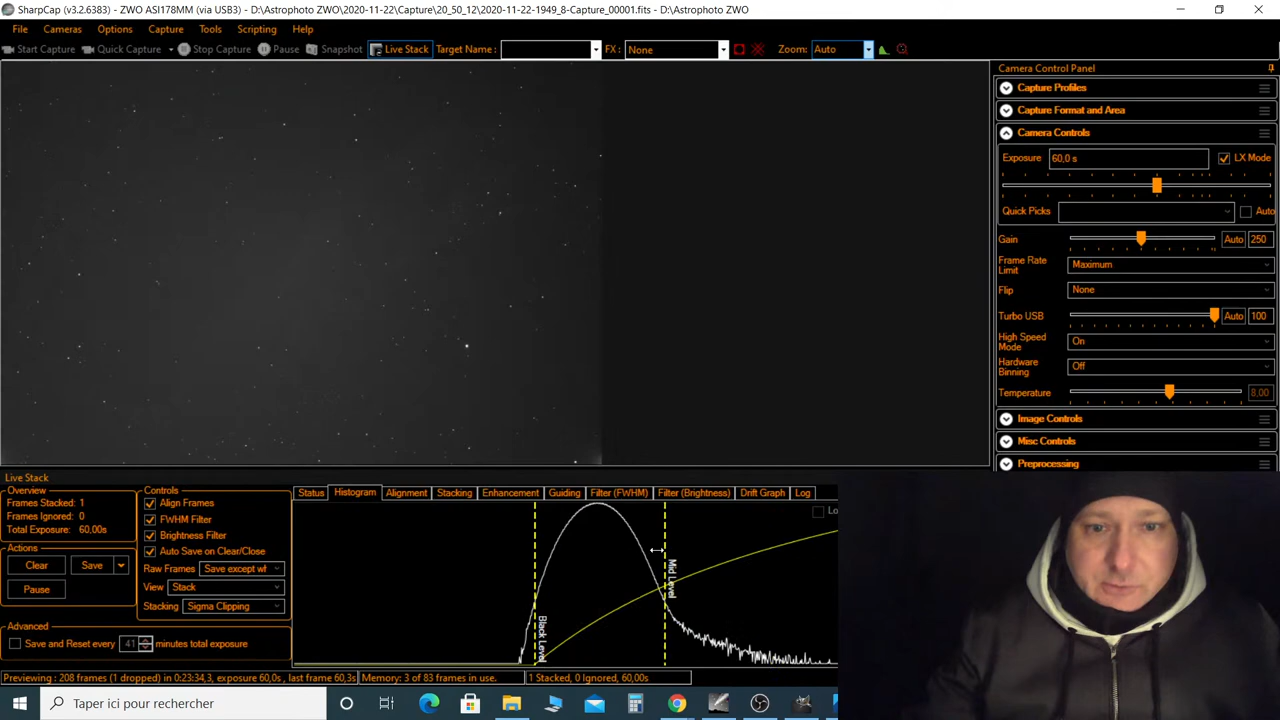 SharpCap (v3.2.6383) - ZWO ASI178MM (via USB3) - D:\Astrophoto ZWO\2020-11-22\Capture\20_50_12\2020-11-22-1949_8-Capture_00001.fits - D:\Astrophoto ZWO
File Cameras Options Capture Tools Scripting Help
Start Capture Quick Capture Stop Capture Pause Snapshot Live Stack Target Name : FX : None Zoom: Auto
Camera Control Panel
Capture Profiles
Capture Format and Area
Camera Controls
Exposure 60,0 s LX Mode
Quick Picks Auto
Gain Auto 250
Frame Rate Limit Maximum
Flip None
Turbo USB Auto 100
High Speed Mode On
Hardware Binning Off
Temperature 8,00
Image Controls
Misc Controls
Preprocessing
Live Stack
Overview
Frames Stacked: 1
Frames Ignored: 0
Total Exposure: 60,00s
Actions
Clear Save
Pause
Controls
Align Frames
FWHM Filter
Brightness Filter
Auto Save on Clear/Close
Raw Frames Save except wh
View Stack
Stacking Sigma Clipping
Advanced
Save and Reset every 41 minutes total exposure
Status Histogram Alignment Stacking Enhancement Guiding Filter (FWHM) Filter (Brightness) Drift Graph Log
Lo
Black Level
Mid Level
Previewing : 208 frames (1 dropped) in 0:23:34,3, exposure 60,0s , last frame 60,3s Memory: 3 of 83 frames in use. 1 Stacked, 0 Ignored, 60,00s
Taper ici pour rechercher